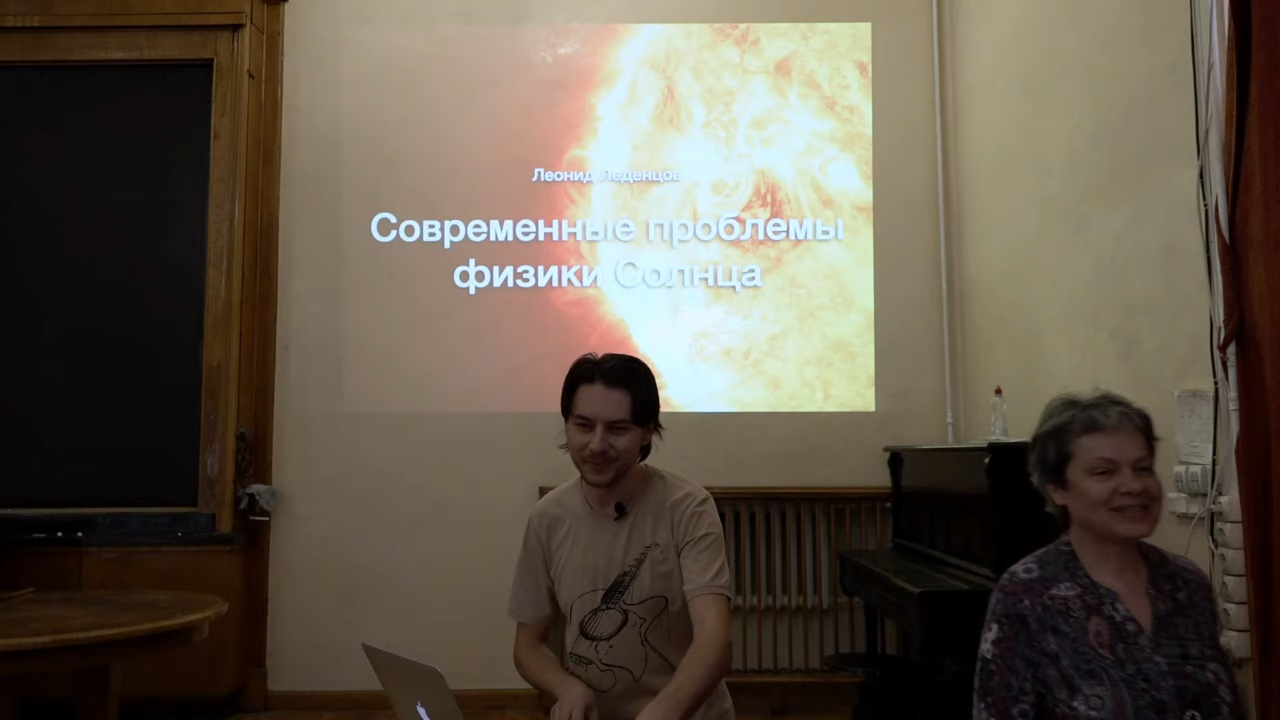 Леонид Леденцов
Современные проблемы
физики Солнца